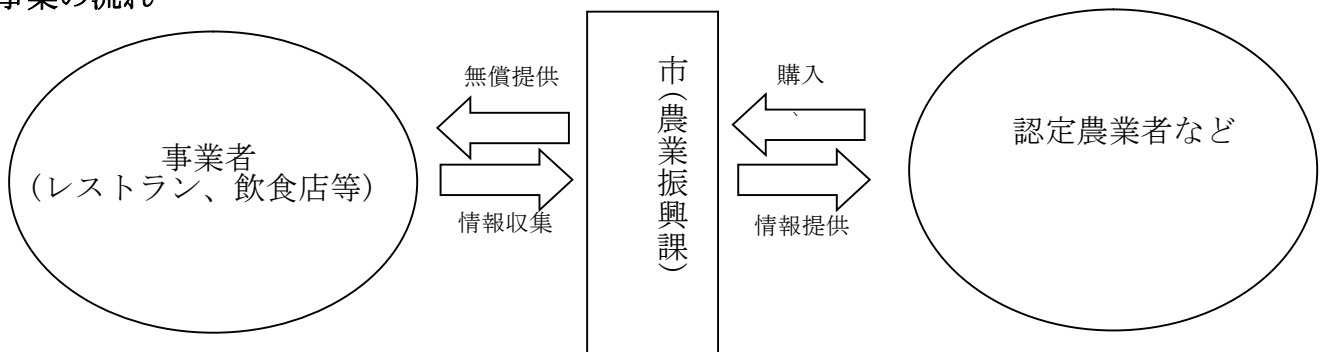 事業の流れ
無償提供
購入
市（農業振興課）
、
認定農業者など
事業者
（レストラン、飲食店等）
情報収集
情報提供